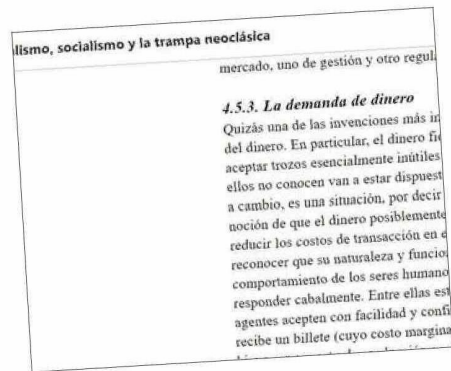 lismo, socialismo y la trampa neoclásica
mercado, uno de gestión y otro regul
4.5.3. La demanda de dinero
Quizás una de las invenciones más in
del dinero. En particular, el dinero fi
aceptar trozos esencialmente inútiles
ellos no conocen van a estar dispuest
a cambio, es una situación, por decir
noción de que el dinero posiblemente
reducir los costos de transacción en e
reconocer que su naturaleza y funcio
comportamiento de los seres humano
responder cabalmente. Entre ellas est
agentes acepten con facilidad y confi
recibe un billete (cuyo costo margina